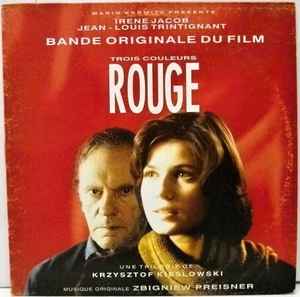 MARIN KARMITZ PRESENTE
IRENE JACOB
JEAN-LOUIS TRINTIGNANT
BANDE ORIGINALE DU FILM
TROIS COULEURS
ROUGE
UNE TRILOGIE DE
KRZYSZTOF KIESLOWSKI
MUSIQUE ORIGINALE ZBIGNIEW PREISNER